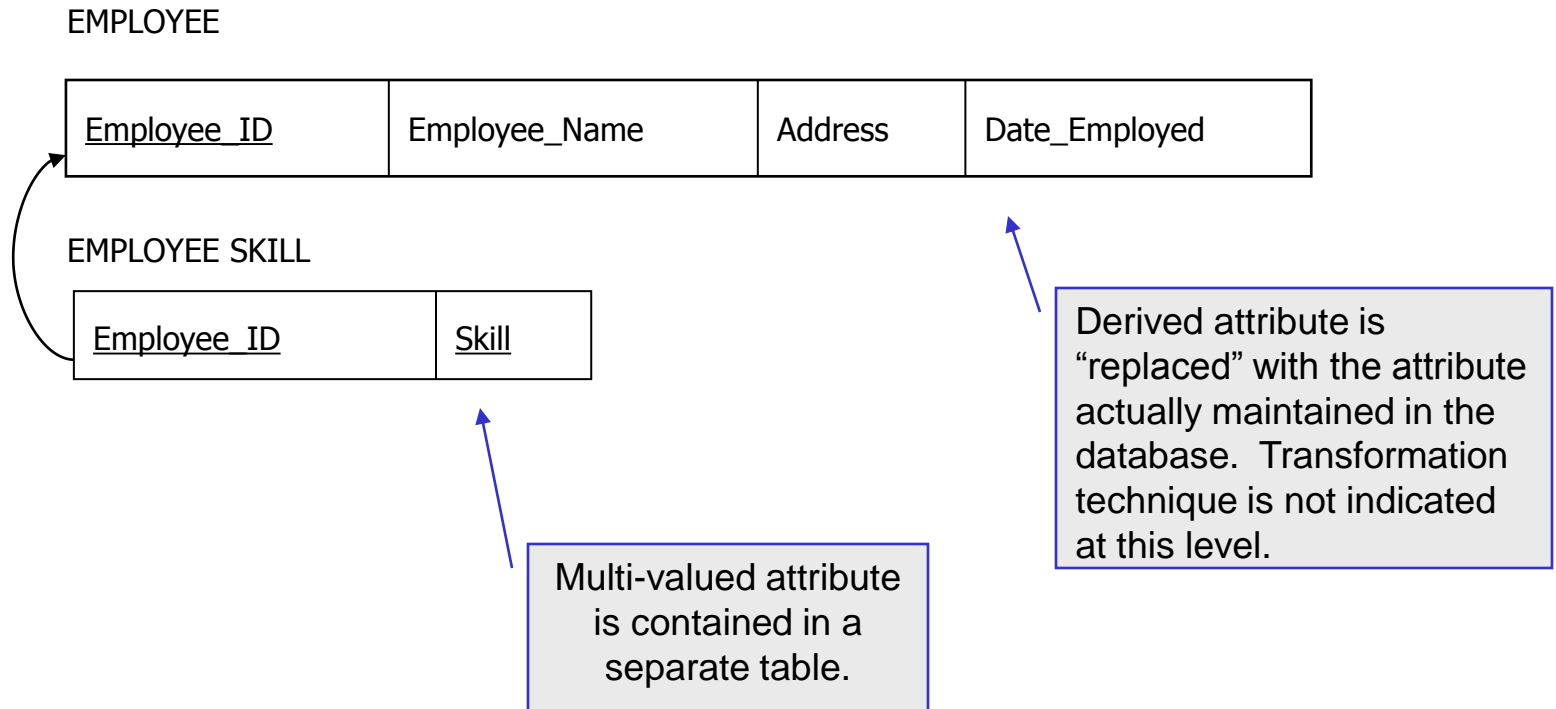 EMPLOYEE
Employee_ID Employee_Name Address Date_Employed
EMPLOYEE SKILL
Employee_ID Skill
Derived attribute is
“replaced” with the attribute
actually maintained in the
database.  Transformation
technique is not indicated
at this level.
Multi-valued attribute
is contained in a
separate table.